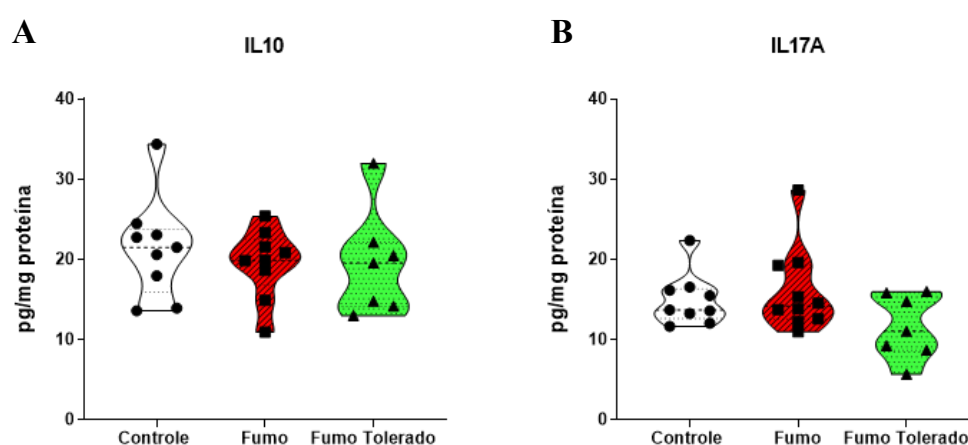 A
IL10
pg/mg proteína
40
30
20
10
0
Controle
Fumo
Fumo Tolerado
B
IL17A
pg/mg proteína
40
30
20
10
0
Controle
Fumo
Fumo Tolerado